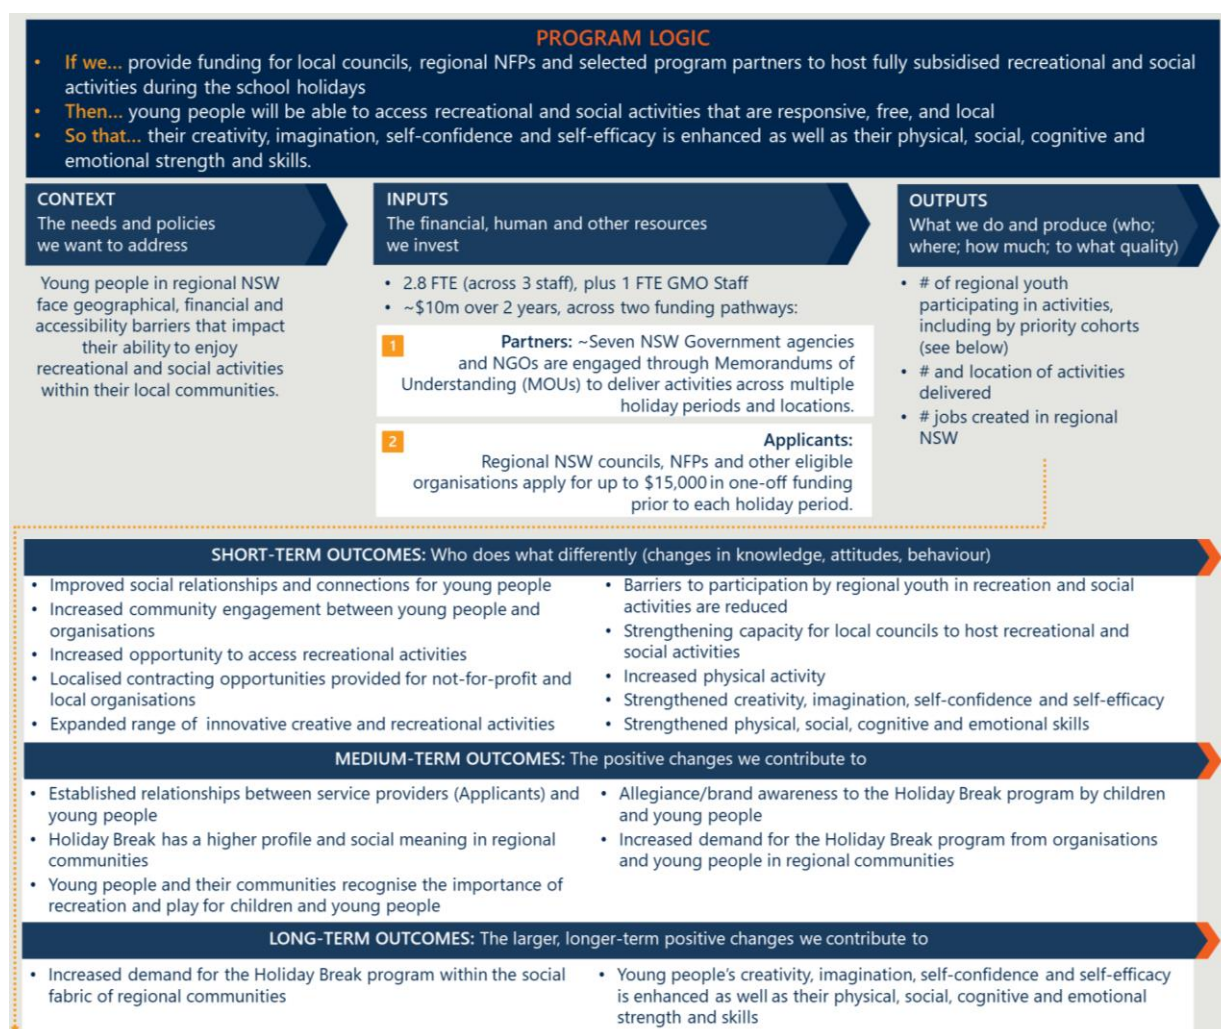 PROGRAM LOGIC
• If we... provide funding for local councils, regional NFPs and selected program partners to host fully subsidised recreational and social
activities during the school holidays
• Then... young people will be able to access recreational and social activities that are responsive, free, and local
• So that... their creativity, imagination, self-confidence and self-efficacy is enhanced as well as their physical, social, cognitive and
emotional strength and skills.
CONTEXT
The needs and policies
we want to address
Young people in regional NSW
face geographical, financial and
accessibility barriers that impact
their ability to enjoy
recreational and social activities
within their local communities.
INPUTS
The financial, human and other resources
we invest
• 2.8 FTE (across 3 staff), plus 1 FTE GMO Staff
• ~$10m over 2 years, across two funding pathways:
1
Partners: ~Seven NSW Government agencies
and NGOs are engaged through Memorandums of
Understanding (MOUs) to deliver activities across multiple
holiday periods and locations.
2
Applicants:
Regional NSW councils, NFPs and other eligible
organisations apply for up to $15,000 in one-off funding
prior to each holiday period.
OUTPUTS
What we do and produce (who;
where; how much; to what quality)
• # of regional youth
participating in activities,
including by priority cohorts
(see below)
• # and location of activities
delivered
• # jobs created in regional
NSW
SHORT-TERM OUTCOMES: Who does what differently (changes in knowledge, attitudes, behaviour)
• Improved social relationships and connections for young people
• Increased community engagement between young people and
organisations
• Increased opportunity to access recreational activities
• Localised contracting opportunities provided for not-for-profit and
local organisations
• Expanded range of innovative creative and recreational activities
• Barriers to participation by regional youth in recreation and social
activities are reduced
• Strengthening capacity for local councils to host recreational and
social activities
• Increased physical activity
• Strengthened creativity, imagination, self-confidence and self-efficacy
• Strengthened physical, social, cognitive and emotional skills
MEDIUM-TERM OUTCOMES: The positive changes we contribute to
• Established relationships between service providers (Applicants) and
young people
• Holiday Break has a higher profile and social meaning in regional
communities
• Young people and their communities recognise the importance of
recreation and play for children and young people
• Allegiance/brand awareness to the Holiday Break program by children
and young people
• Increased demand for the Holiday Break program from organisations
and young people in regional communities
LONG-TERM OUTCOMES: The larger, longer-term positive changes we contribute to
• Increased demand for the Holiday Break program within the social
fabric of regional communities
• Young people's creativity, imagination, self-confidence and self-efficacy
is enhanced as well as their physical, social, cognitive and emotional
strength and skills